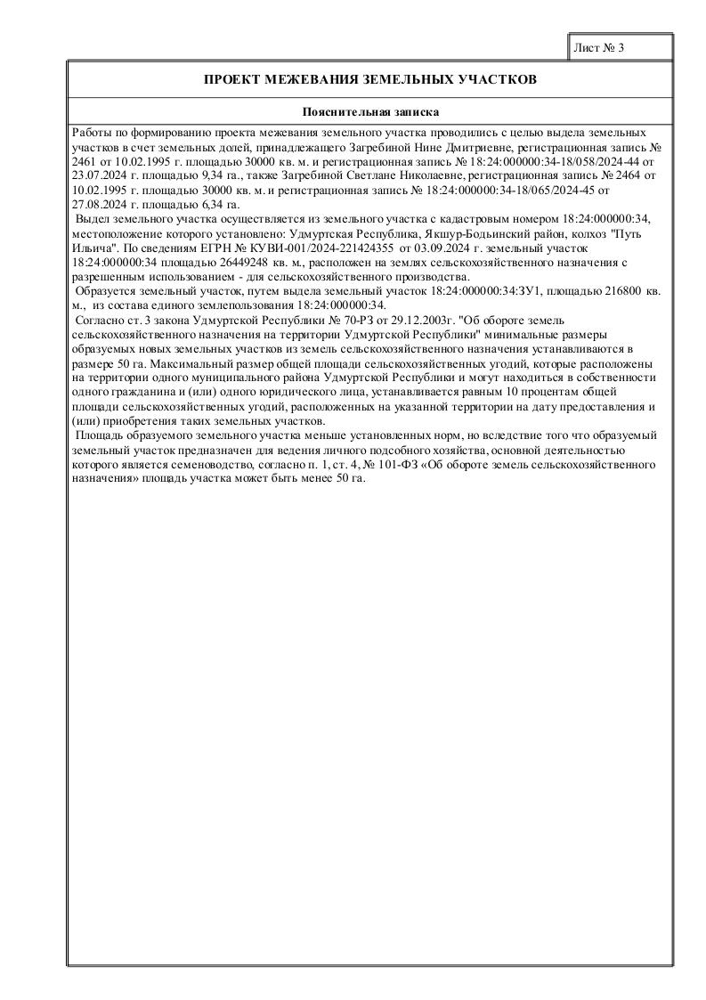 Лист № 3
ПРОЕКТ МЕЖЕВАНИЯ ЗЕМЕЛЬНЫХ УЧАСТКОВ
Пояснительная записка
Работы по формированию проекта межевания земельного участка проводились с целью выдела земельных
участков в счет земельных долей, принадлежащего Загребиной Нине Дмитриевне, регистрационная запись №
2461 от 10.02.1995 г. площадью 30000 кв. м. и регистрационная запись № 18:24:000000:34-18/058/2024-44 от
23.07.2024 г. площадью 9,34 га., также Загребиной Светлане Николаевне, регистрационная запись № 2464 от
10.02.1995 г. площадью 30000 кв. м. и регистрационная запись № 18:24:000000:34-18/065/2024-45 от
27.08.2024 г. площадью 6,34 га.
Выдел земельного участка осуществляется из земельного участка с кадастровым номером 18:24:000000:34,
местоположение которого установлено: Удмуртская Республика, Якшур-Бодьинский район, колхоз "Путь
Ильича". По сведениям ЕГРН № КУВИ-001/2024-221424355 от 03.09.2024 г. земельный участок
18:24:000000:34 площадью 26449248 кв. м., расположен на землях сельскохозяйственного назначения с
разрешенным использованием - для сельскохозяйственного производства.
Образуется земельный участок, путем выдела земельный участок 18:24:000000:34:ЗУ1, площадью 216800 кв.
м., из состава единого землепользования 18:24:000000:34.
Согласно ст. 3 закона Удмуртской Республики № 70-РЗ от 29.12.2003г. "Об обороте земель
сельскохозяйственного назначения на территории Удмуртской Республики" минимальные размеры
образуемых новых земельных участков из земель сельскохозяйственного назначения устанавливаются в
размере 50 га. Максимальный размер общей площади сельскохозяйственных угодий, которые расположены
на территории одного муниципального района Удмуртской Республики и могут находиться в собственности
одного гражданина и (или) одного юридического лица, устанавливается равным 10 процентам общей
площади сельскохозяйственных угодий, расположенных на указанной территории на дату предоставления и
(или) приобретения таких земельных участков.
Площадь образуемого земельного участка меньше установленных норм, но вследствие того что образуемый
земельный участок предназначен для ведения личного подсобного хозяйства, основной деятельностью
которого является семеноводство, согласно п. 1, ст. 4, № 101-ФЗ «Об обороте земель сельскохозяйственного
назначения» площадь участка может быть менее 50 га.